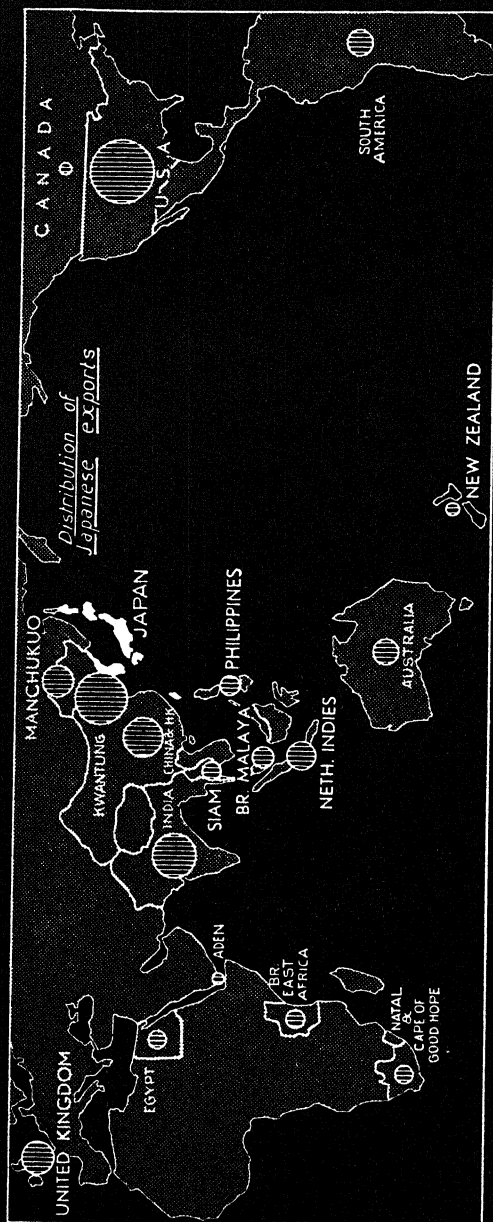 UNITED KINGDOM
EGYPT
ADEN
BR.
EAST
AFRICA
NATAL
&
CAPE OF
GOOD HOPE
MANCHUKUO
KWANTUNG
JAPAN
INDIA
CHINA & HK.
SIAM
BR. MALAYA
PHILIPPINES
NETH. INDIES
AUSTRALIA
NEW ZEALAND
Distribution of
Japanese exports
CANADA
U.S.A.
SOUTH
AMERICA